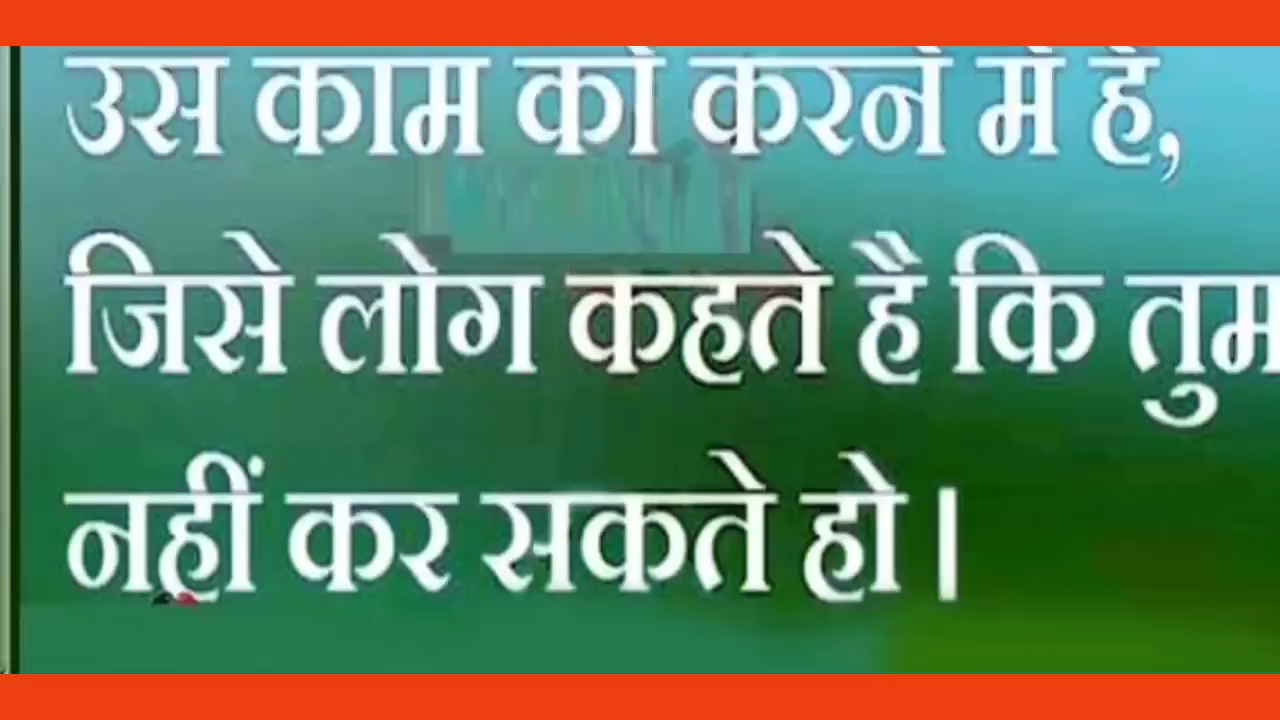 उस काम को करने में है,
जिसे लोग कहते हैं कि तुम
नहीं कर सकते हो।